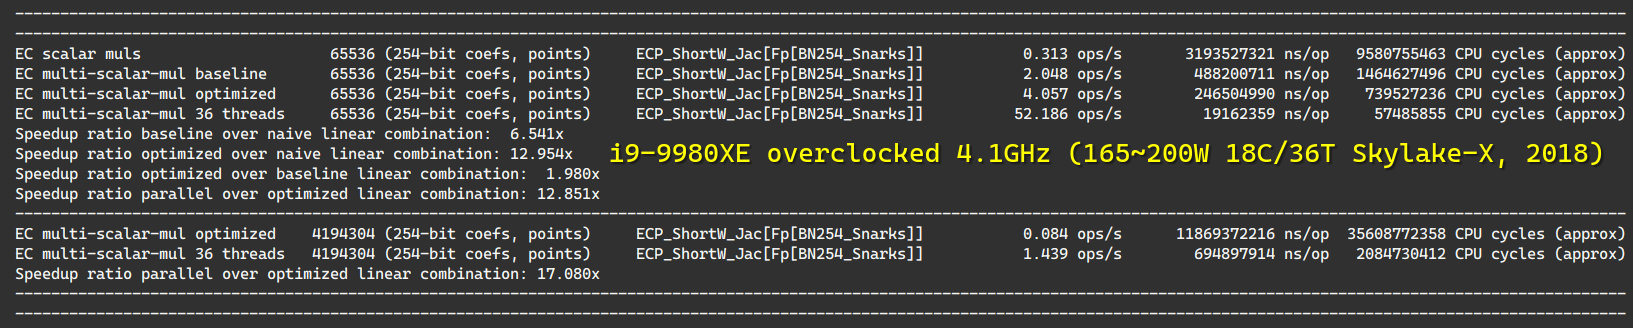 EC scalar muls 65536 (254-bit coefs, points) ECP_ShortW_Jac[Fp[BN254_Snarks]] 0.313 ops/s 3193527321 ns/op 9580755463 CPU cycles (approx)
EC multi-scalar-mul baseline 65536 (254-bit coefs, points) ECP_ShortW_Jac[Fp[BN254_Snarks]] 2.048 ops/s 488200711 ns/op 1464627496 CPU cycles (approx)
EC multi-scalar-mul optimized 65536 (254-bit coefs, points) ECP_ShortW_Jac[Fp[BN254_Snarks]] 4.057 ops/s 246504990 ns/op 739527236 CPU cycles (approx)
EC multi-scalar-mul 36 threads 65536 (254-bit coefs, points) ECP_ShortW_Jac[Fp[BN254_Snarks]] 52.186 ops/s 19162359 ns/op 57485855 CPU cycles (approx)
Speedup ratio baseline over naive linear combination: 6.541x
Speedup ratio optimized over naive linear combination: 12.954x
i9-9980XE overclocked 4.1GHz (165~200W 18C/36T Skylake-X, 2018)
Speedup ratio optimized over baseline linear combination: 1.980x
Speedup ratio parallel over optimized linear combination: 12.851x
EC multi-scalar-mul optimized 4194304 (254-bit coefs, points) ECP_ShortW_Jac[Fp[BN254_Snarks]] 0.084 ops/s 11869372216 ns/op 35608772358 CPU cycles (approx)
EC multi-scalar-mul 36 threads 4194304 (254-bit coefs, points) ECP_ShortW_Jac[Fp[BN254_Snarks]] 1.439 ops/s 694897914 ns/op 2084730412 CPU cycles (approx)
Speedup ratio parallel over optimized linear combination: 17.080x